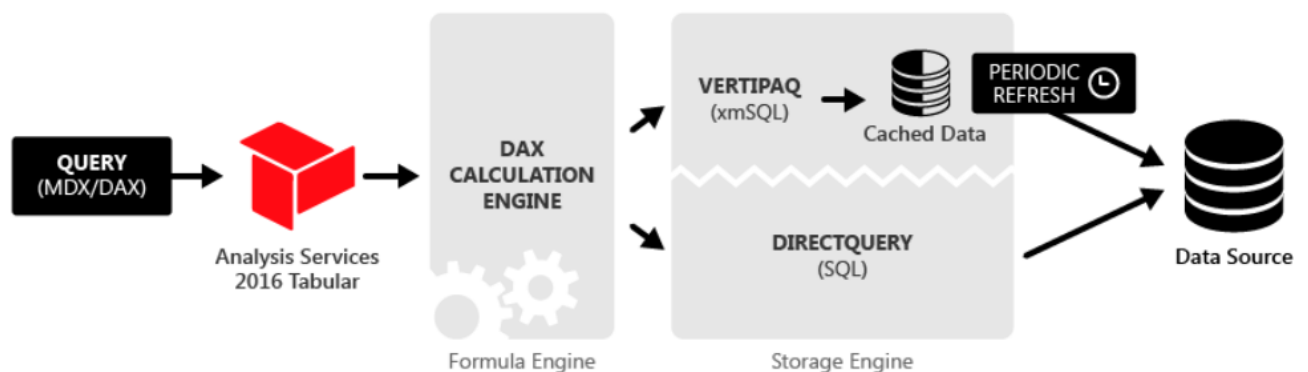 QUERY
(MDX/DAX)
Analysis Services
2016 Tabular
DAX
CALCULATION
ENGINE
Formula Engine
VERTIPAQ
(xmSQL)
Cached Data
PERIODIC
REFRESH
DIRECTQUERY
(SQL)
Storage Engine
Data Source